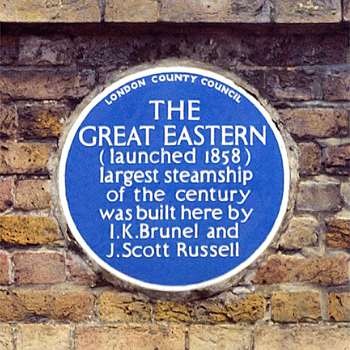 LONDON COUNTY COUNCIL
THE
GREAT EASTERN
(launched 1858)
largest steamship
of the century
was built here by
I.K.Brunel and
J.Scott Russell